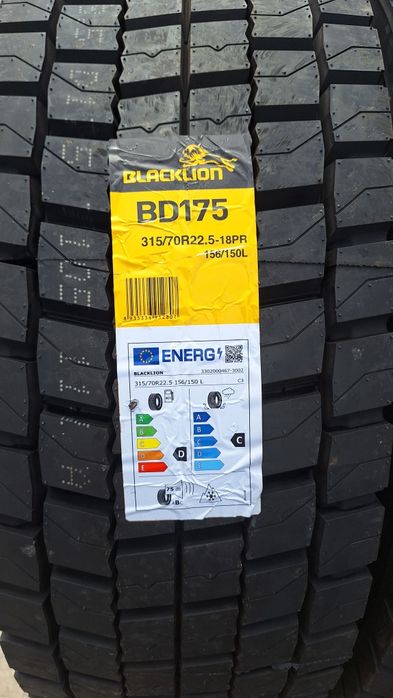 BLACKLION
BD175
315/70R22.5-18PR
156/150L
ENERG
BLACKLION
3302000467-3002
315/70R22.5 156/150 L
C3
A
B
C
D
E
D
A
B
C
D
E
C
75 dB
B